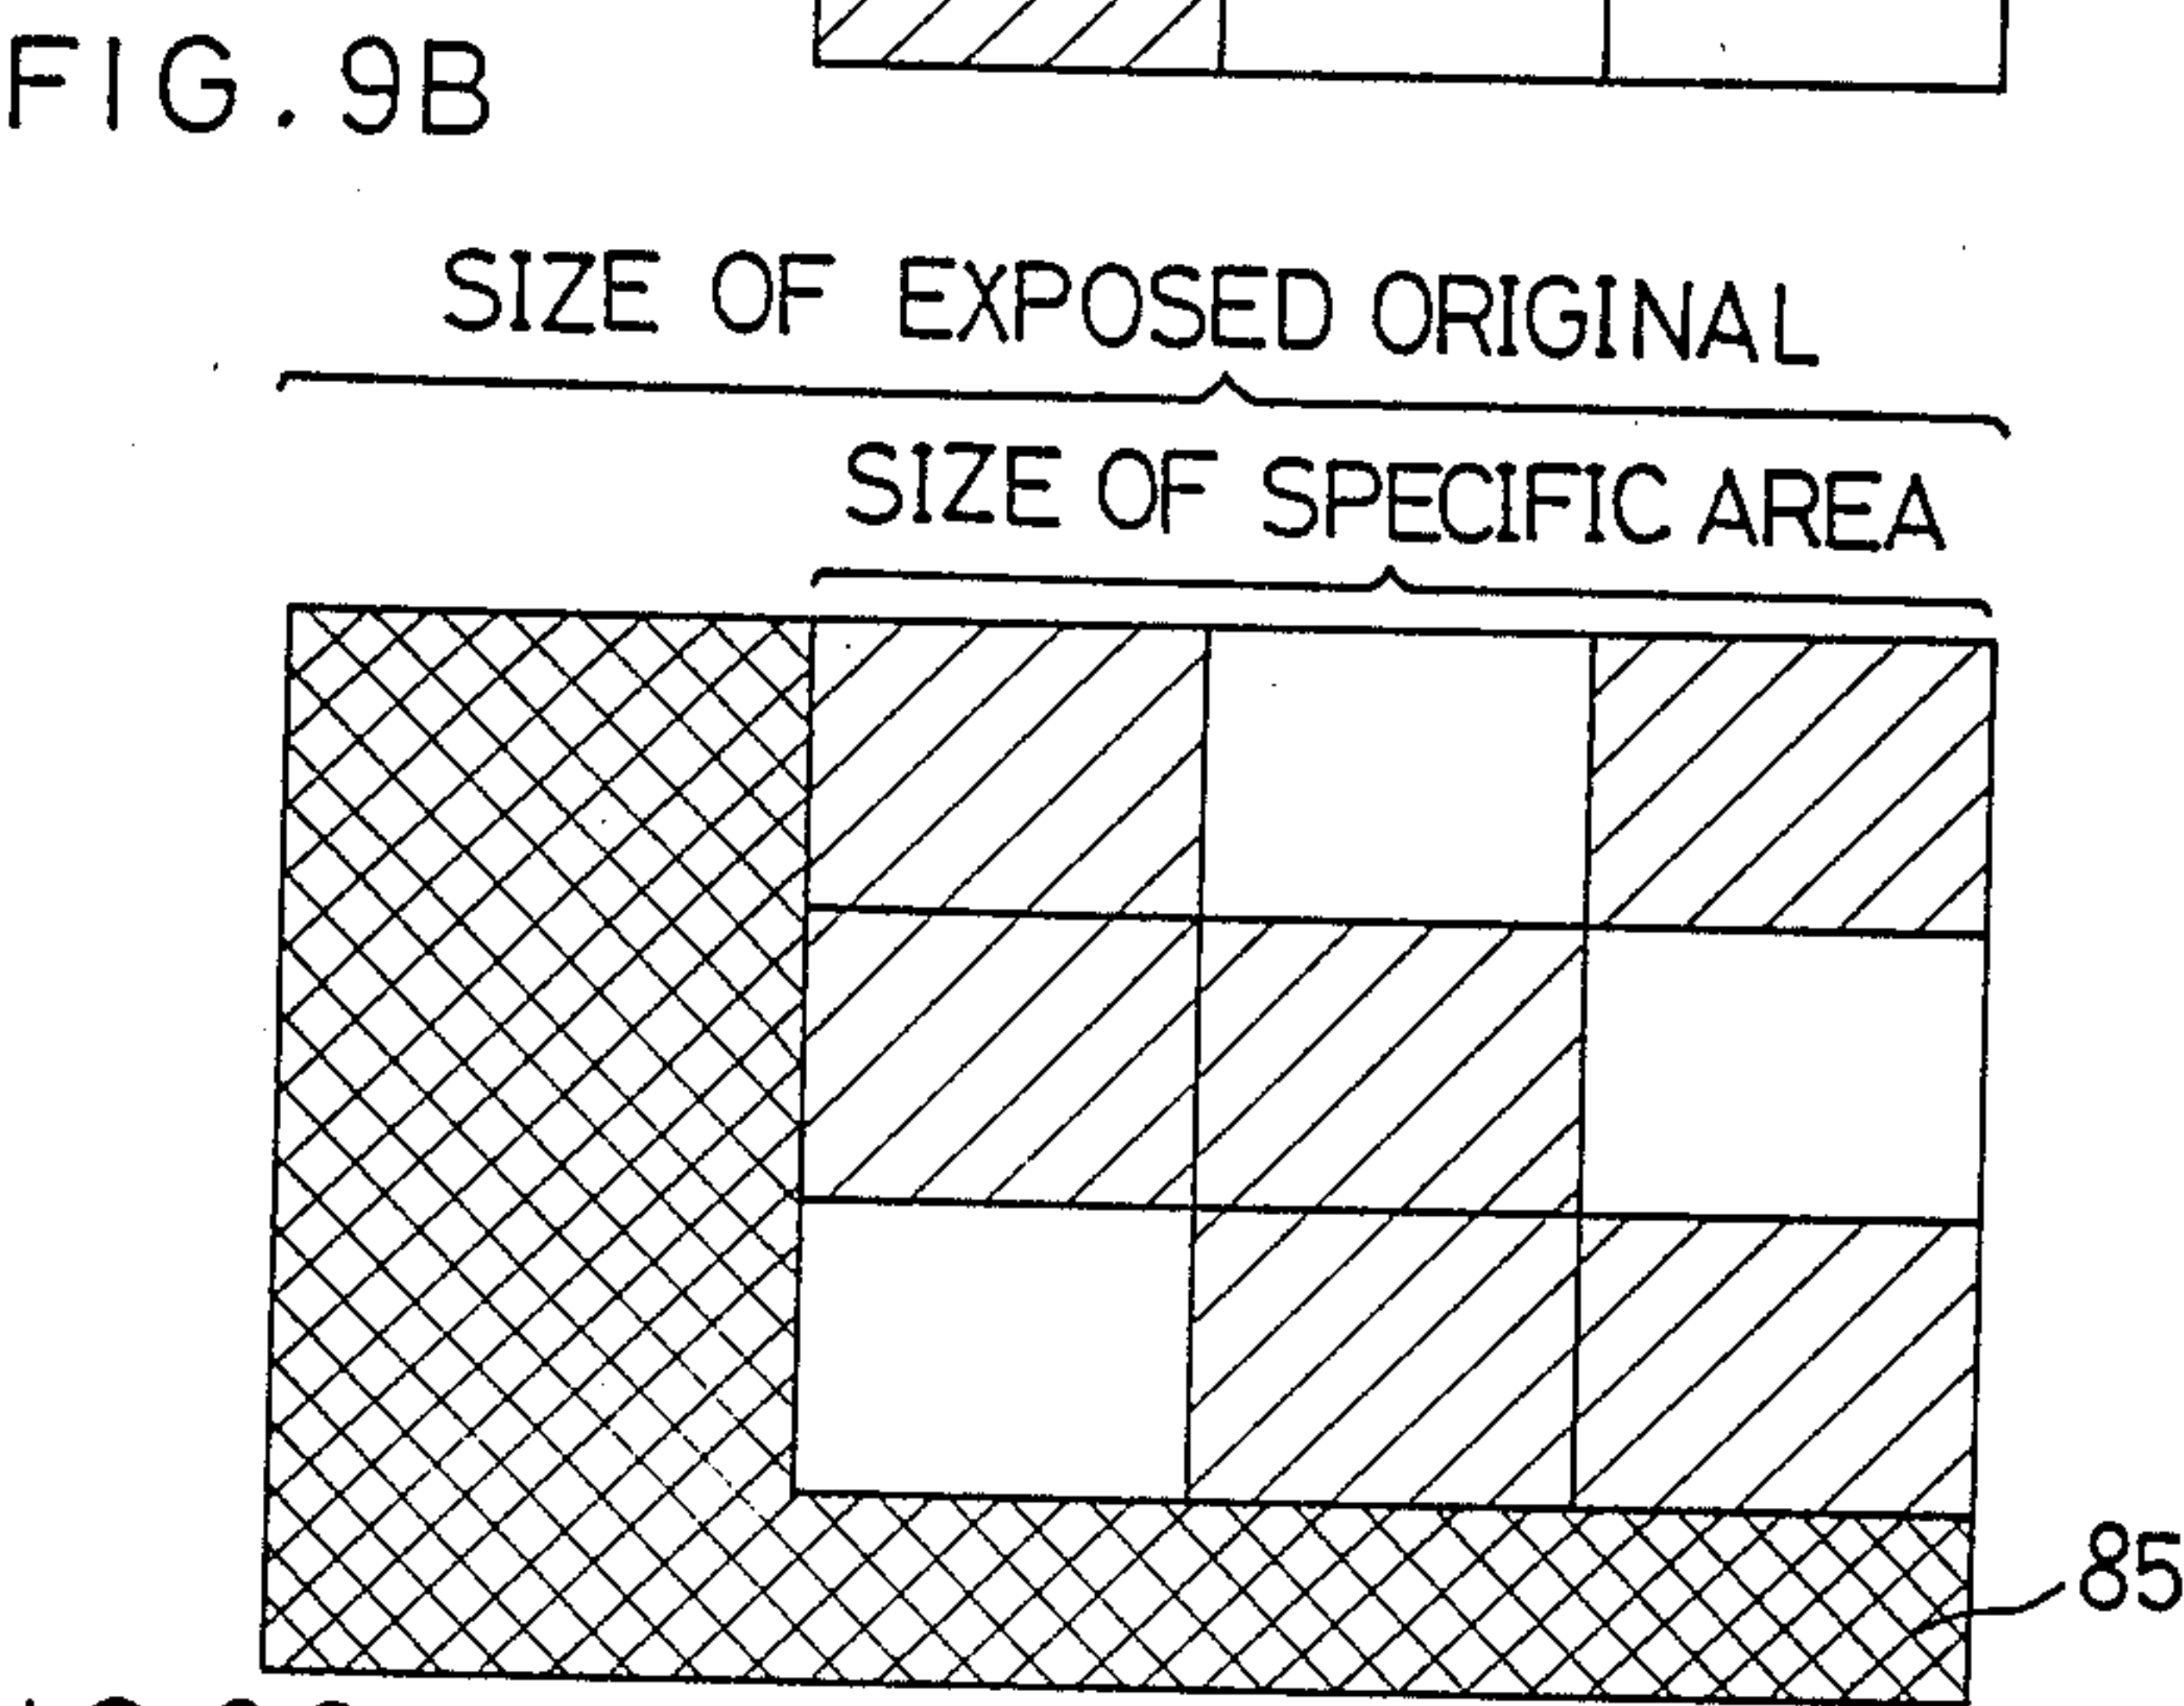 FIG. 9B
SIZE OF EXPOSED ORIGINAL
SIZE OF SPECIFIC AREA
85